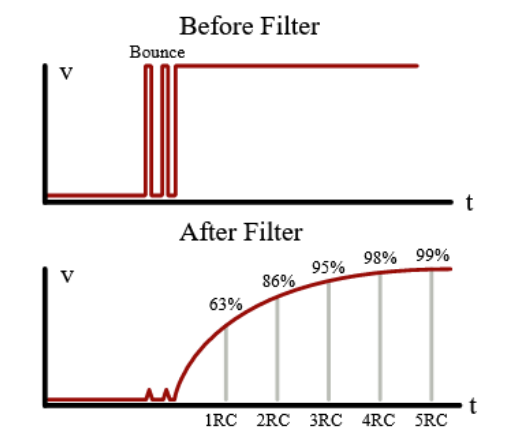 Before Filter
Bounce
v
t
After Filter
v
63%
86%
95%
98%
99%
t
1RC 2RC 3RC 4RC 5RC